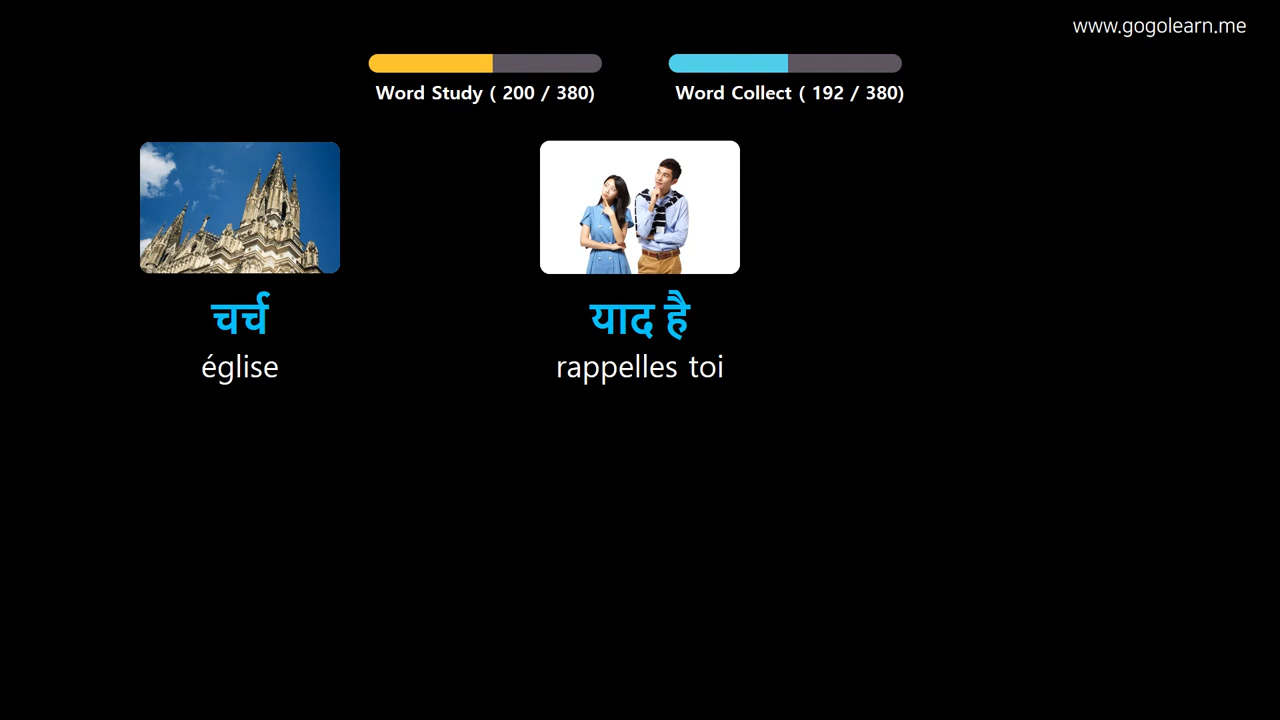 www.gogolearn.me
Word Study ( 200 / 380)
Word Collect ( 192 / 380)
चर्च
église
याद है
rappelles toi